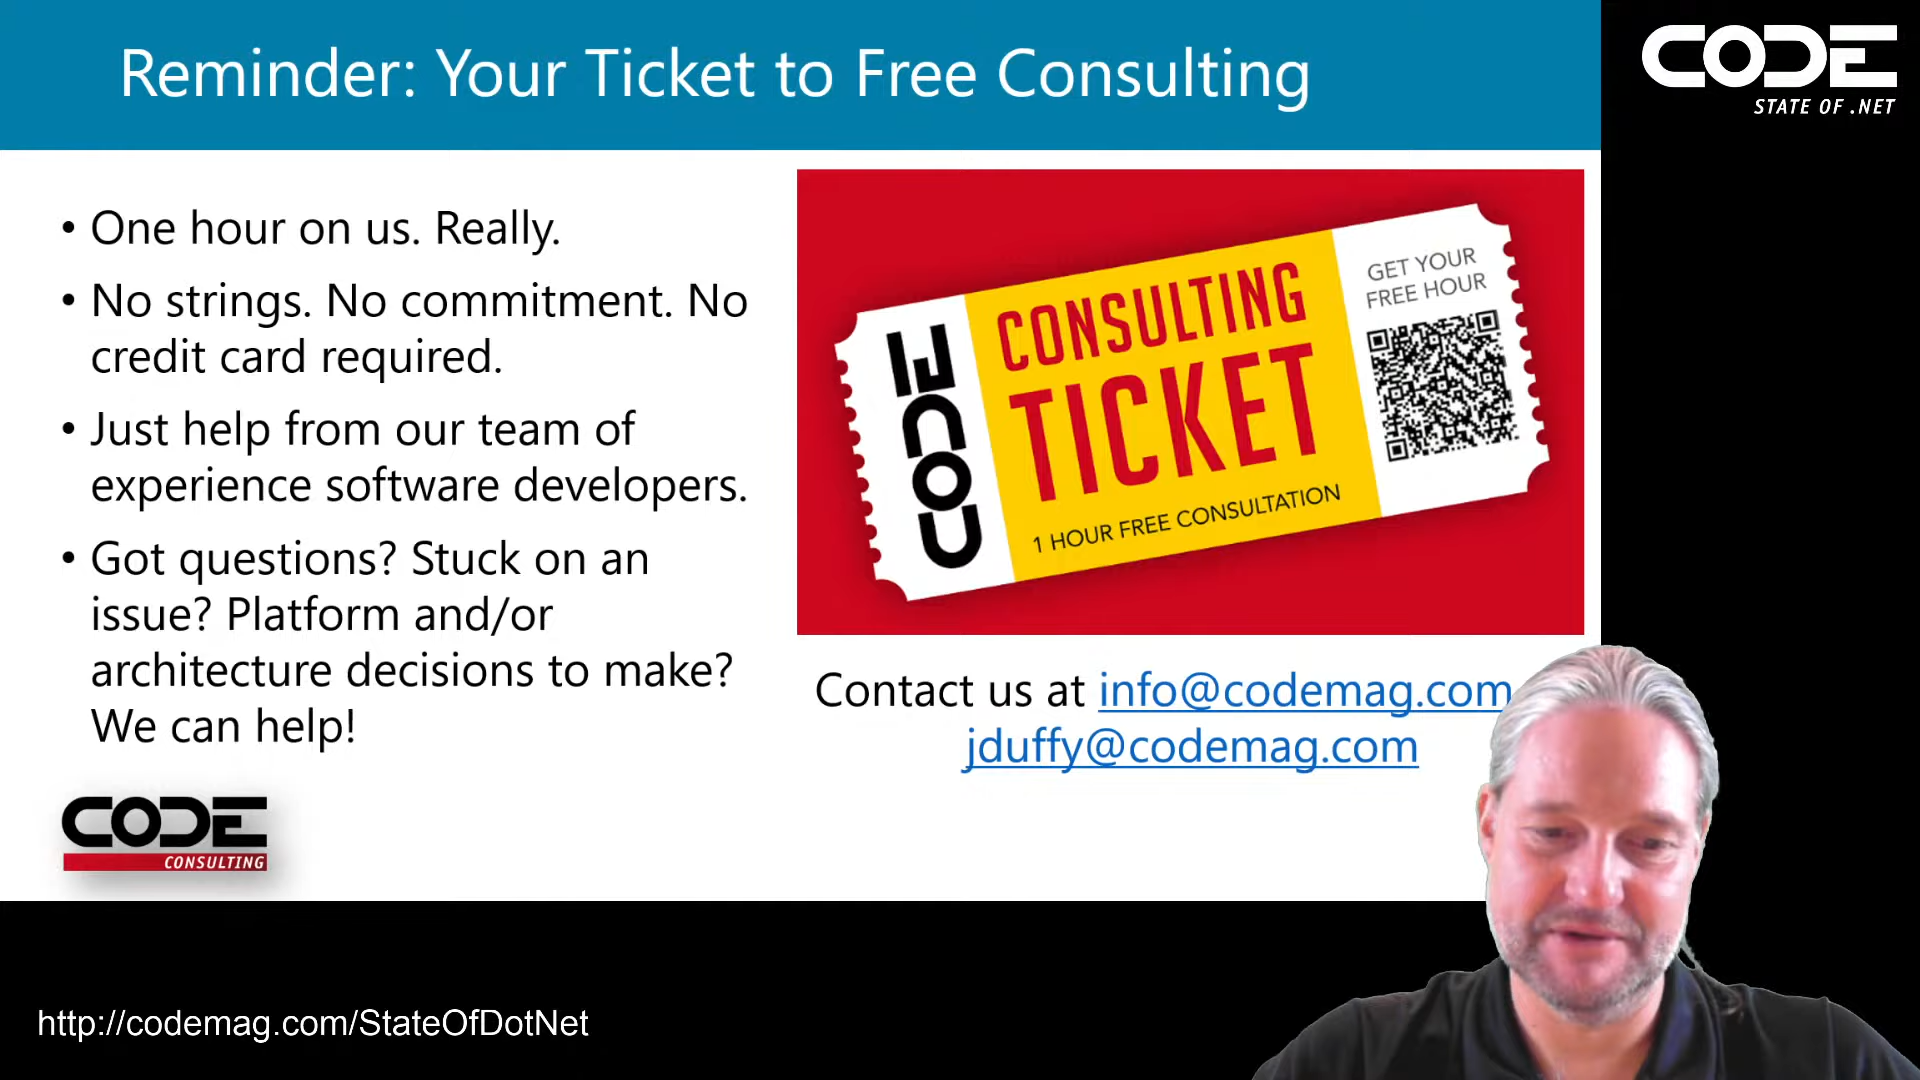 Reminder: Your Ticket to Free Consulting
CODE
STATE OF .NET
• One hour on us. Really.
• No strings. No commitment. No
credit card required.
• Just help from our team of
experience software developers.
• Got questions? Stuck on an
issue? Platform and/or
architecture decisions to make?
We can help!
CODE
CONSULTING
TICKET
1 HOUR FREE CONSULTATION
GET YOUR
FREE HOUR
Contact us at info@codemag.com
jduffy@codemag.com
CODE
CONSULTING
http://codemag.com/StateOfDotNet